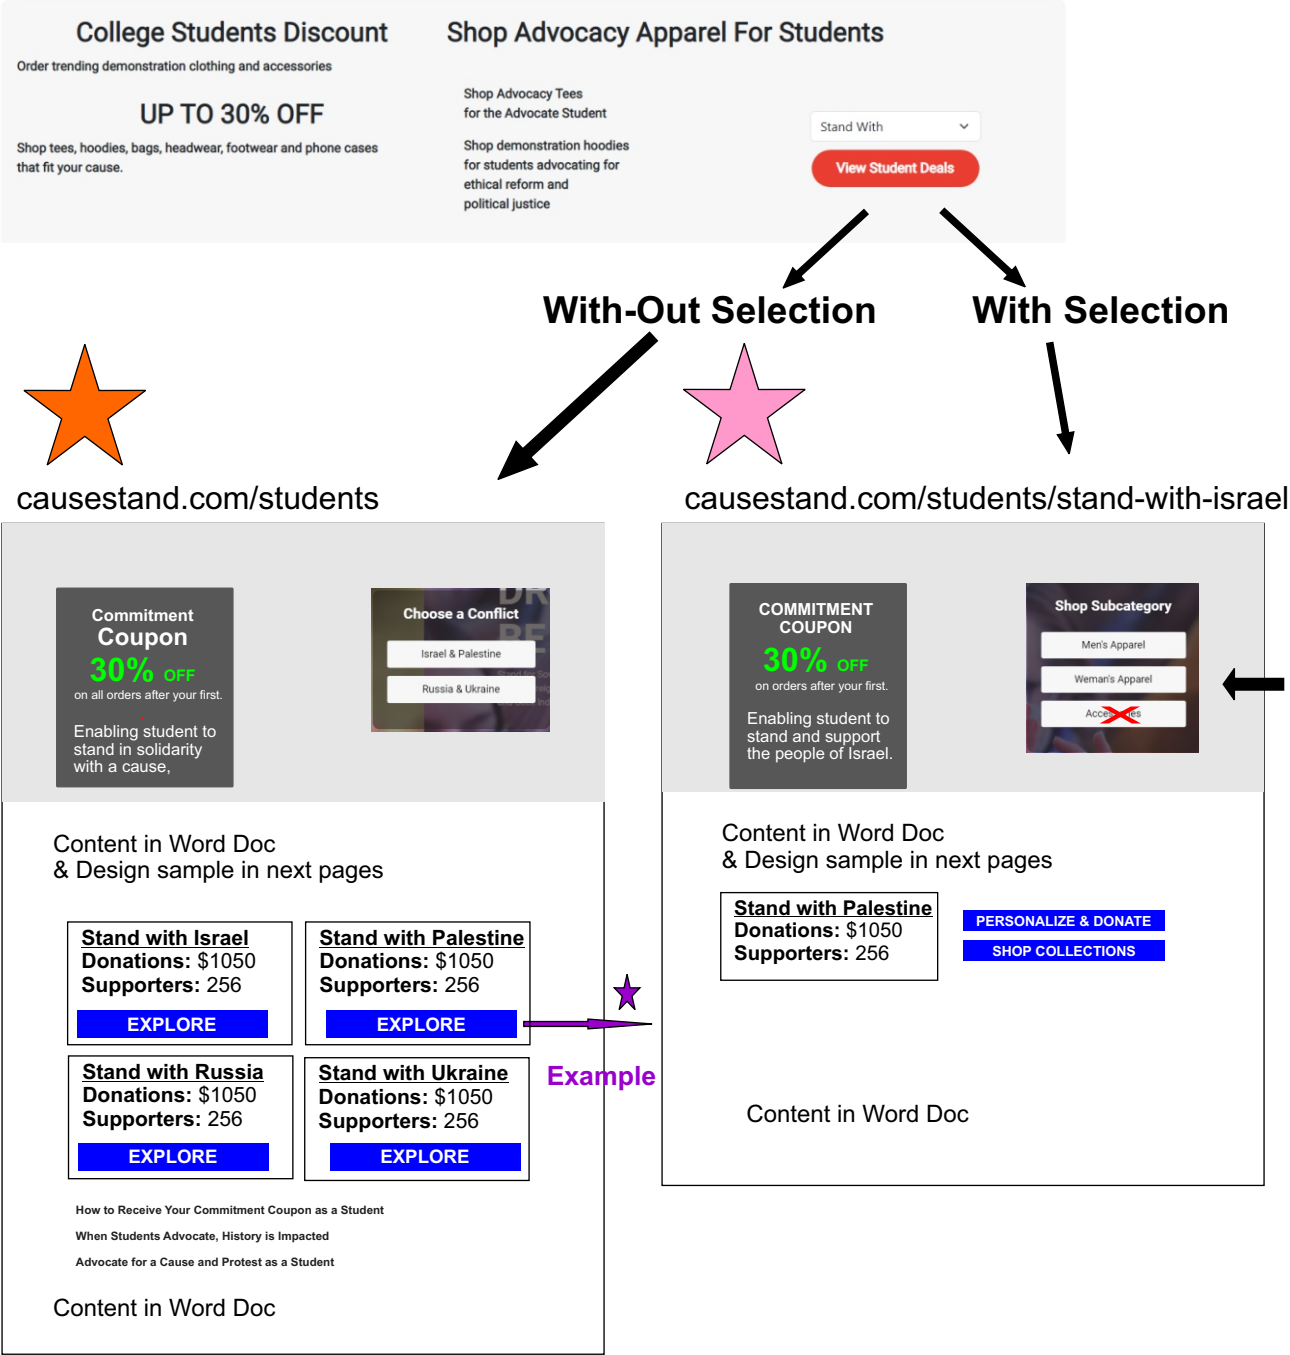 College Students Discount
Order trending demonstration clothing and accessories
UP TO 30% OFF
Shop tees, hoodies, bags, headwear, footwear and phone cases
that fit your cause.
Shop Advocacy Apparel For Students
Shop Advocacy Tees
for the Advocate Student
Shop demonstration hoodies
for students advocating for
ethical reform and
political justice
Stand With
View Student Deals
With-Out Selection
With Selection
causestand.com/students
Commitment
Coupon
30% OFF
on all orders after your first.
Enabling student to
stand in solidarity
with a cause,
DR
BE
Choose a Conflict
Israel & Palestine
Russia & Ukraine
Content in Word Doc
& Design sample in next pages
Stand with Israel
Donations: $1050
Supporters: 256
EXPLORE
Stand with Palestine
Donations: $1050
Supporters: 256
EXPLORE
Stand with Russia
Donations: $1050
Supporters: 256
EXPLORE
Stand with Ukraine
Donations: $1050
Supporters: 256
EXPLORE
Example
How to Receive Your Commitment Coupon as a Student
When Students Advocate, History is Impacted
Advocate for a Cause and Protest as a Student
Content in Word Doc
causestand.com/students/stand-with-israel
COMMITMENT
COUPON
30% OFF
on orders after your first.
Enabling student to
stand and support
the people of Israel.
Shop Subcategory
Men's Apparel
Weman's Apparel
Accessories
Content in Word Doc
& Design sample in next pages
Stand with Palestine
Donations: $1050
Supporters: 256
PERSONALIZE & DONATE
SHOP COLLECTIONS
Content in Word Doc